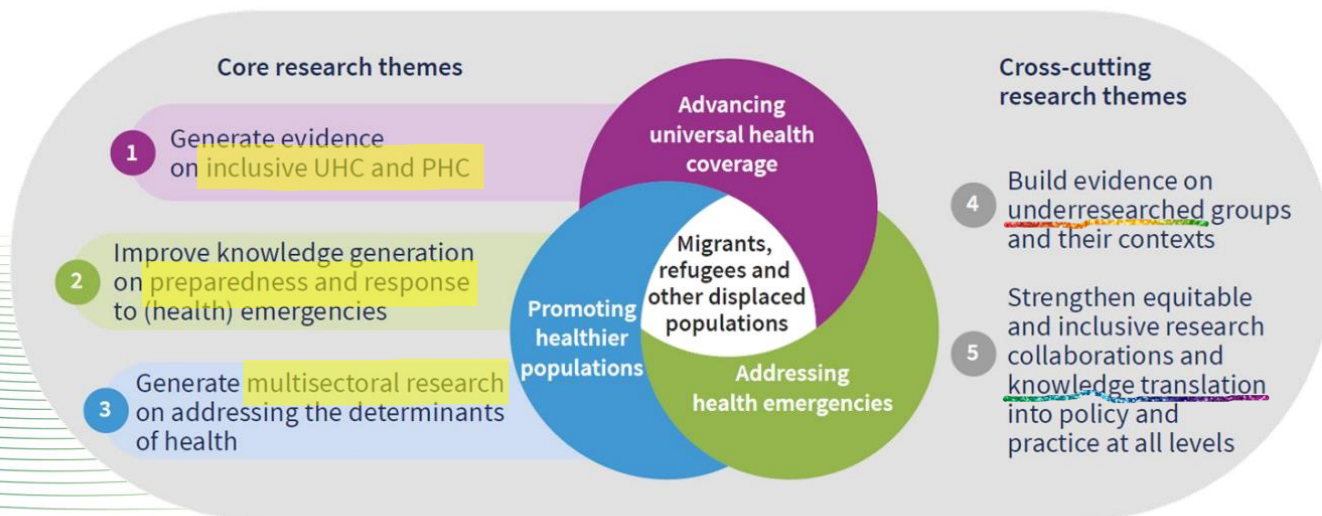 Core research themes
1
Generate evidence
on inclusive UHC and PHC
2
Improve knowledge generation
on preparedness and response
to (health) emergencies
3
Generate multisectoral research
on addressing the determinants
of health
Advancing
universal health
coverage
Migrants,
refugees and
other displaced
populations
Promoting
healthier
populations
Addressing
health emergencies
Cross-cutting
research themes
4
Build evidence on
underresearched groups
and their contexts
5
Strengthen equitable
and inclusive research
collaborations and
knowledge translation
into policy and
practice at all levels